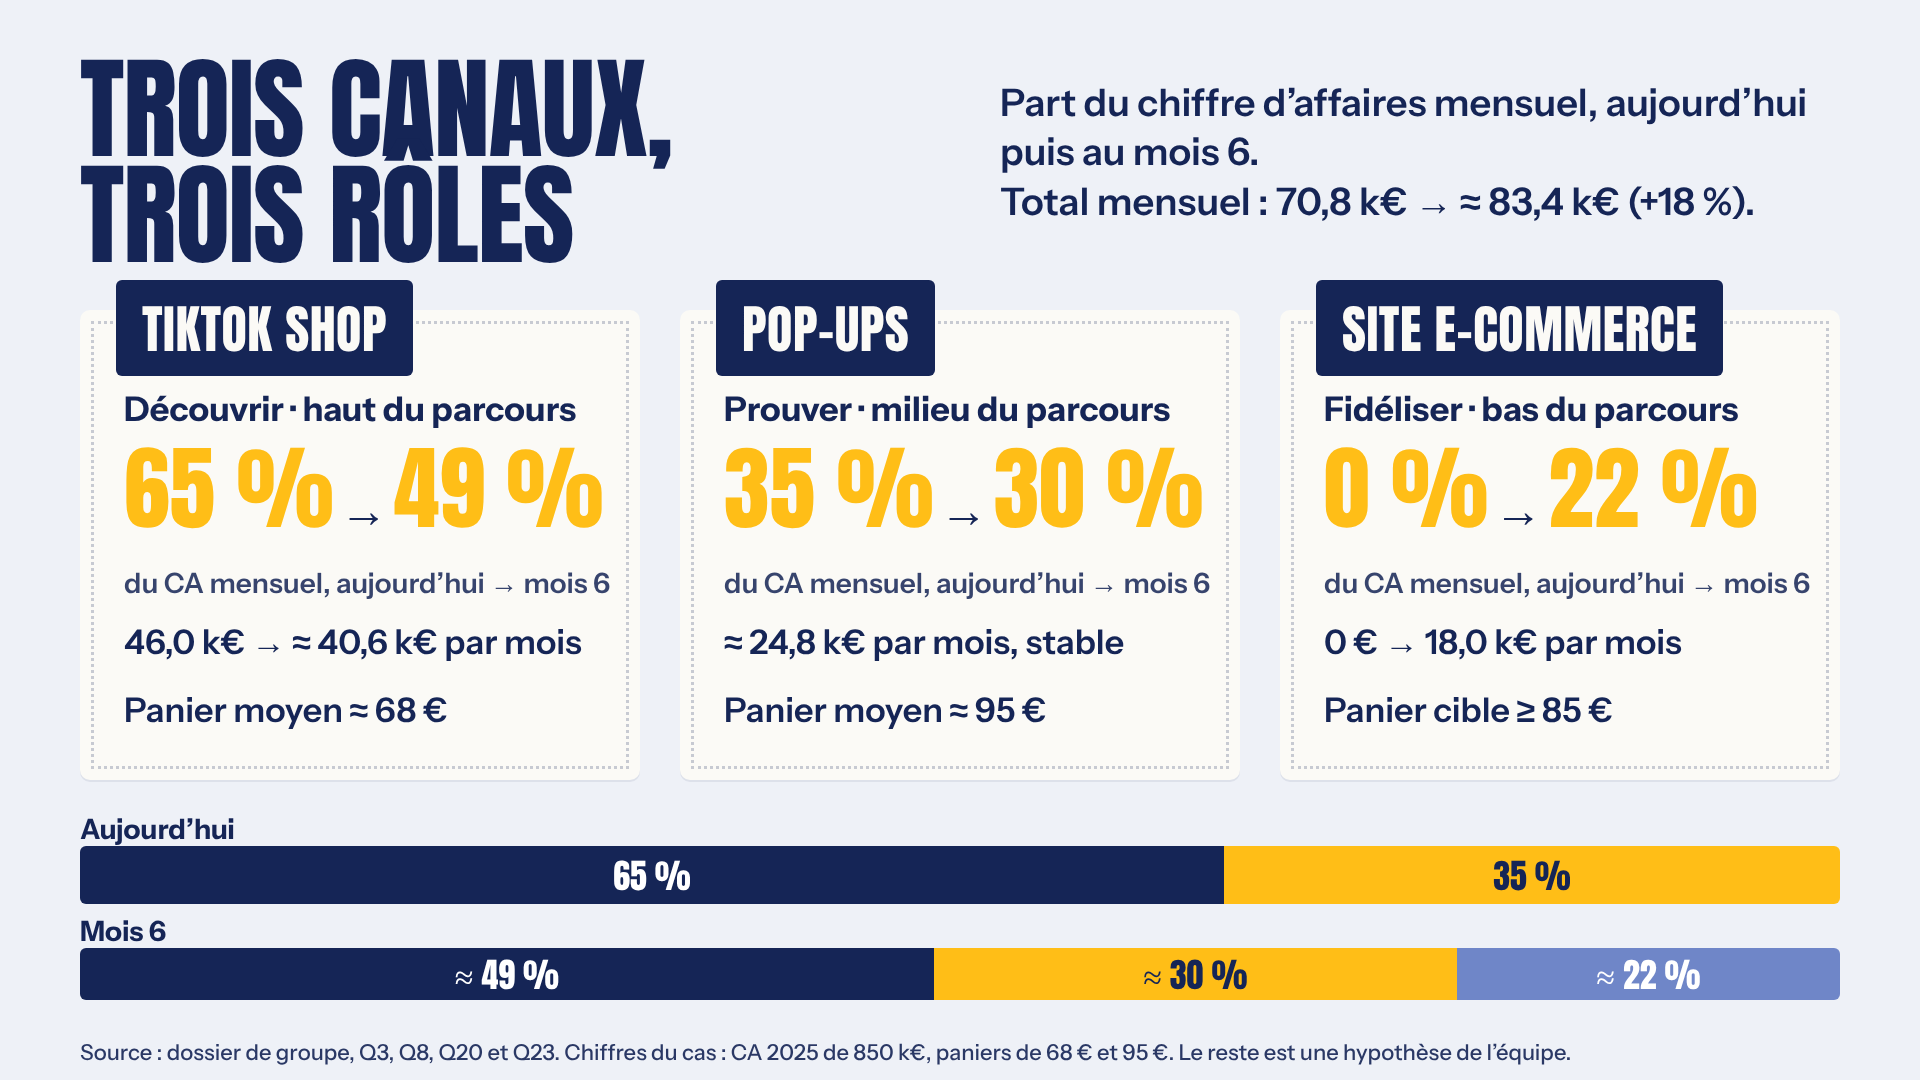 TROIS CANAUX,
TROIS RÔLES
Part du chiffre d’affaires mensuel, aujourd’hui
puis au mois 6.
Total mensuel : 70,8 k€ → ≈ 83,4 k€ (+18 %).
TIKTOK SHOP
Découvrir · haut du parcours
65 % → 49 %
du CA mensuel, aujourd’hui → mois 6
46,0 k€ → ≈ 40,6 k€ par mois
Panier moyen ≈ 68 €
POP-UPS
Prouver · milieu du parcours
35 % → 30 %
du CA mensuel, aujourd’hui → mois 6
≈ 24,8 k€ par mois, stable
Panier moyen ≈ 95 €
SITE E-COMMERCE
Fidéliser · bas du parcours
0 % → 22 %
du CA mensuel, aujourd’hui → mois 6
0 € → 18,0 k€ par mois
Panier cible ≥ 85 €
Aujourd’hui
65 % 35 %
Mois 6
≈ 49 % ≈ 30 % ≈ 22 %
Source : dossier de groupe, Q3, Q8, Q20 et Q23. Chiffres du cas : CA 2025 de 850 k€, paniers de 68 € et 95 €. Le reste est une hypothèse de l’équipe.